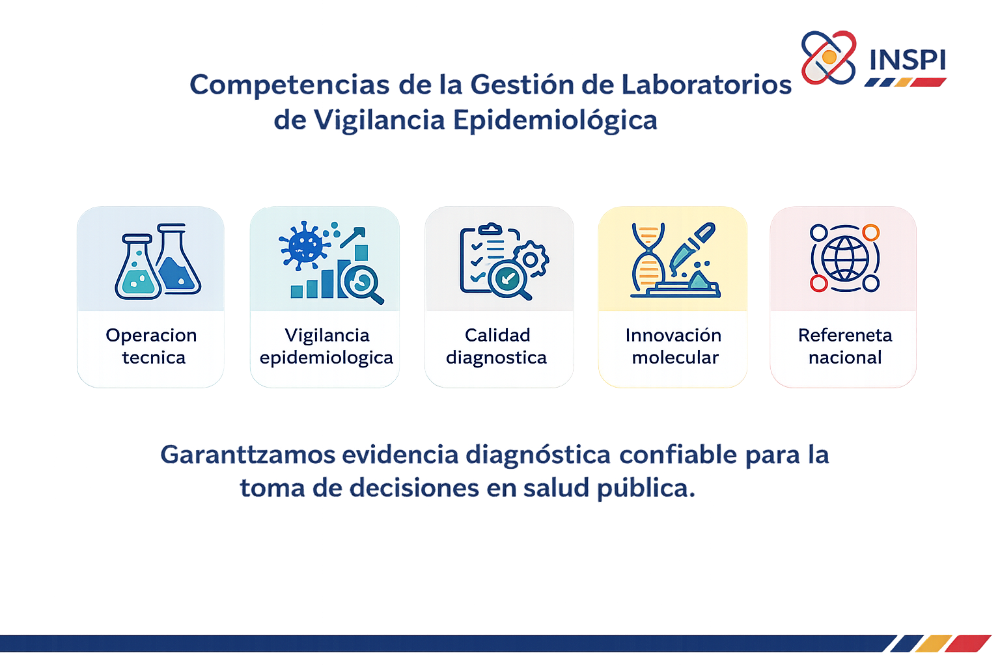 INSPI
Competencias de la Gestión de Laboratorios
de Vigilancia Epidemiológica
Operacion
tecnica
Vigilancia
epidemiologica
Calidad
diagnostica
Innovación
molecular
Refereneta
nacional
Garanttzamos evidencia diagnóstica confiable para la
toma de decisiones en salud pública.